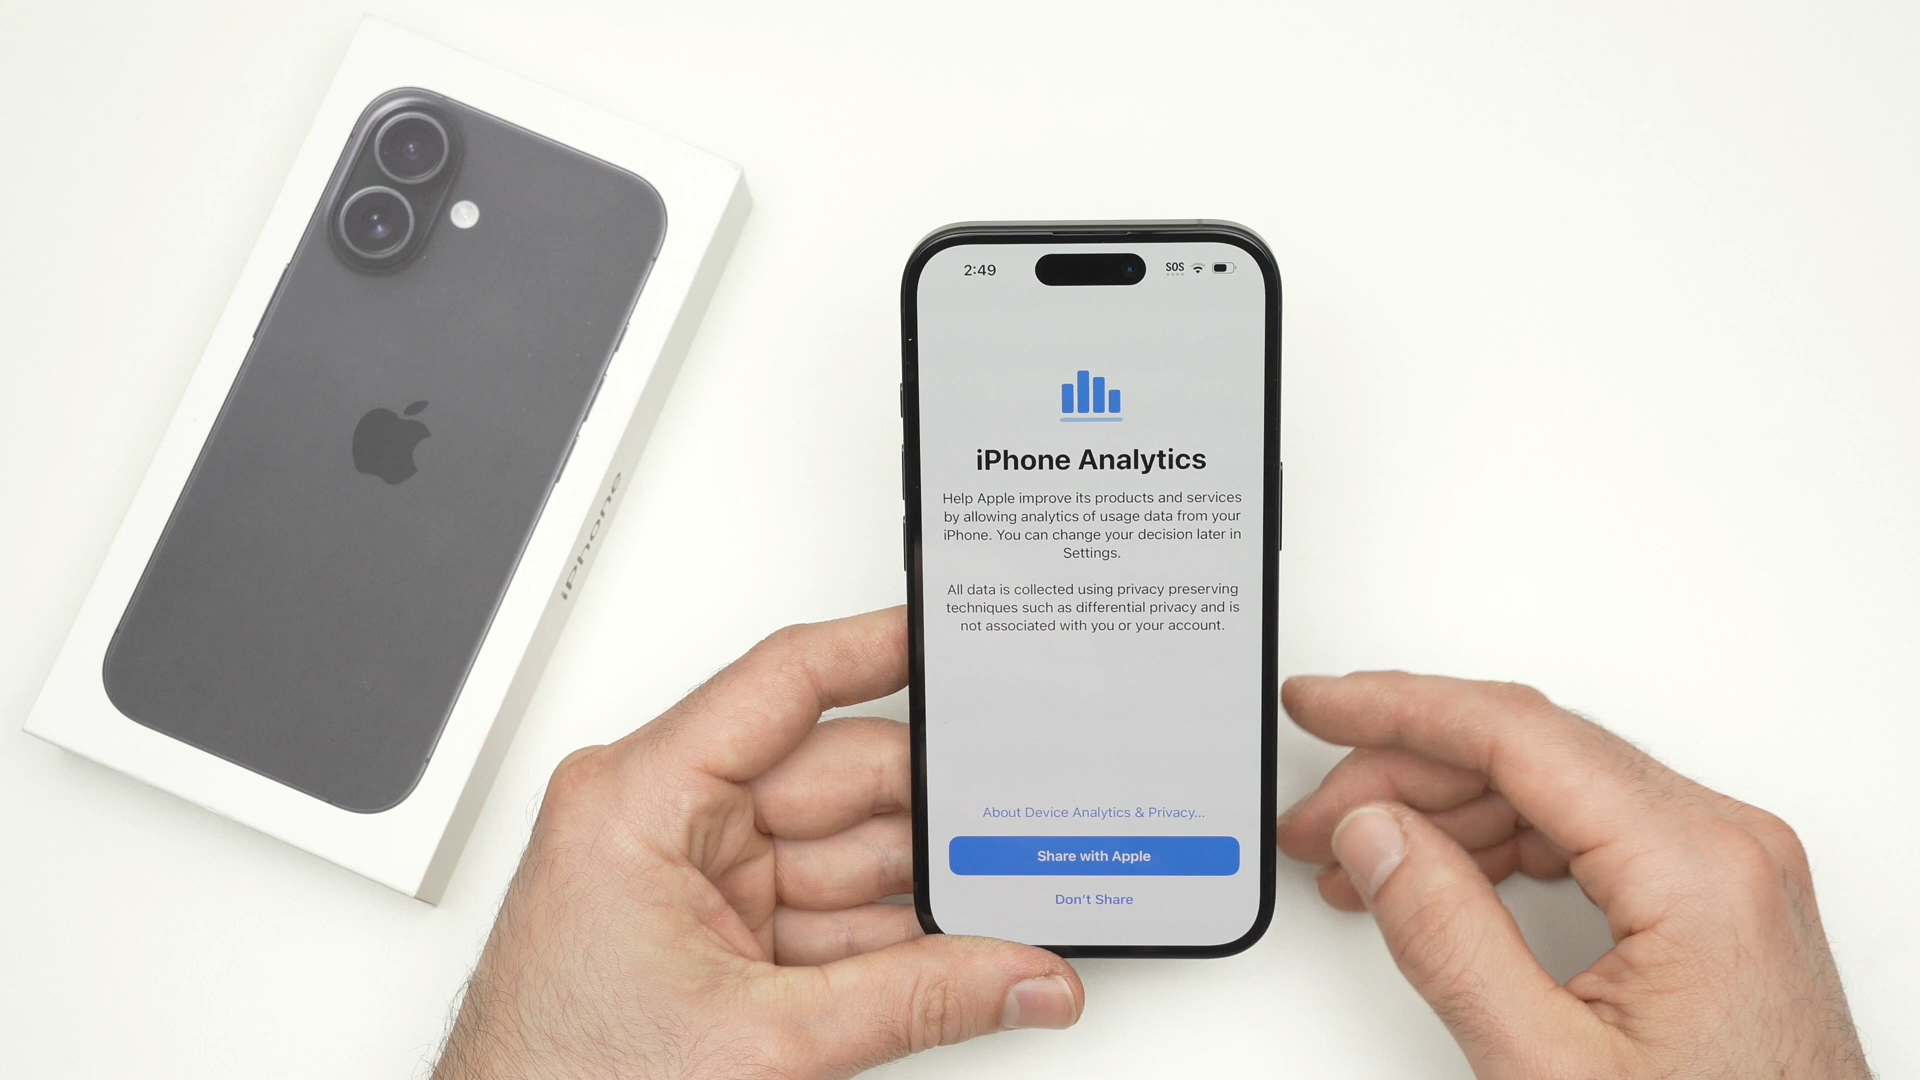 iPhone
2:49
SOS
iPhone Analytics
Help Apple improve its products and services
by allowing analytics of usage data from your
iPhone. You can change your decision later in
Settings.
All data is collected using privacy preserving
techniques such as differential privacy and is
not associated with you or your account.
About Device Analytics & Privacy...
Share with Apple
Don't Share